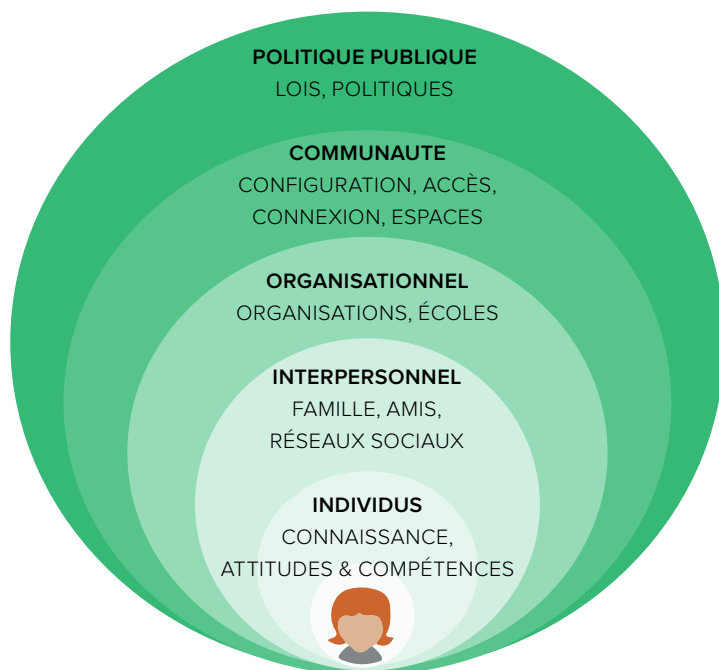 POLITIQUE PUBLIQUE
LOIS, POLITIQUES
COMMUNAUTE
CONFIGURATION, ACCÈS,
CONNEXION, ESPACES
ORGANISATIONNEL
ORGANISATIONS, ÉCOLES
INTERPERSONNEL
FAMILLE, AMIS,
RÉSEAUX SOCIAUX
INDIVIDUS
CONNAISSANCE,
ATTITUDES & COMPÉTENCES